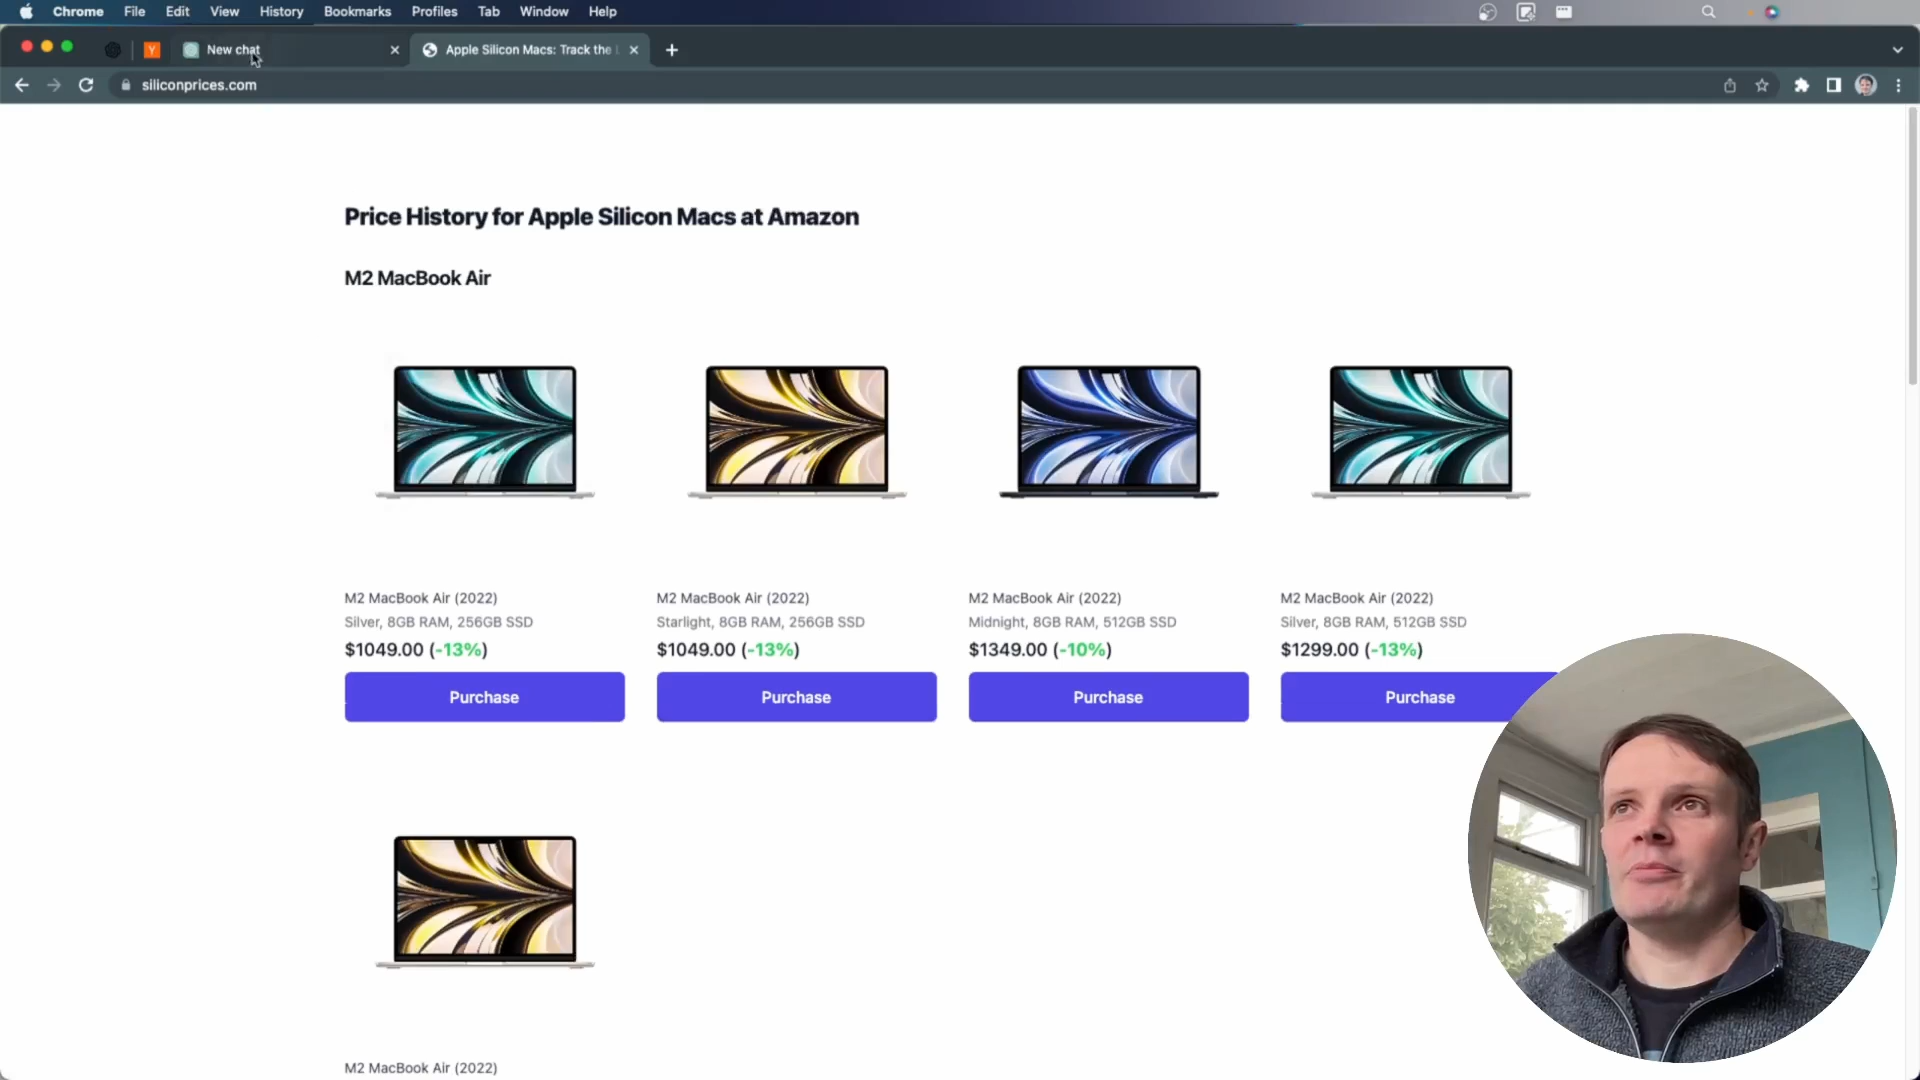 Chrome File Edit View History Bookmarks Profiles Tab Window Help
Y New chat Apple Silicon Macs: Track the
siliconprices.com
Price History for Apple Silicon Macs at Amazon
M2 MacBook Air
M2 MacBook Air (2022) M2 MacBook Air (2022) M2 MacBook Air (2022) M2 MacBook Air (2022)
Silver, 8GB RAM, 256GB SSD Starlight, 8GB RAM, 256GB SSD Midnight, 8GB RAM, 512GB SSD Silver, 8GB RAM, 512GB SSD
$1049.00 (-13%) $1049.00 (-13%) $1349.00 (-10%) $1299.00 (-13%)
Purchase Purchase Purchase Purchase
M2 MacBook Air (2022)